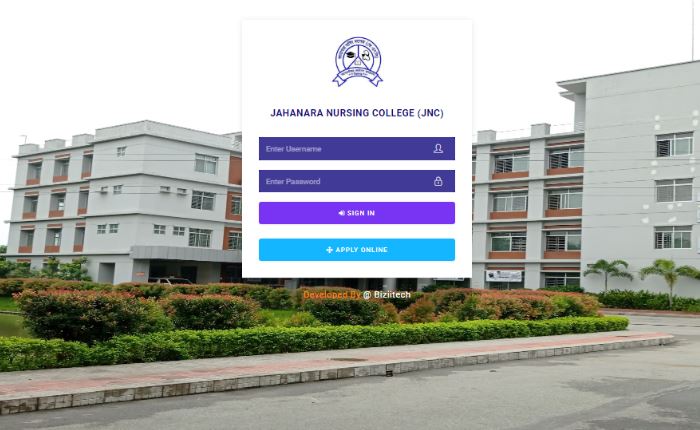 JAHANARA NURSING COLLEGE (JNC)
Enter Username
Enter Password
SIGN IN
APPLY ONLINE
Developed By @ Biziitech